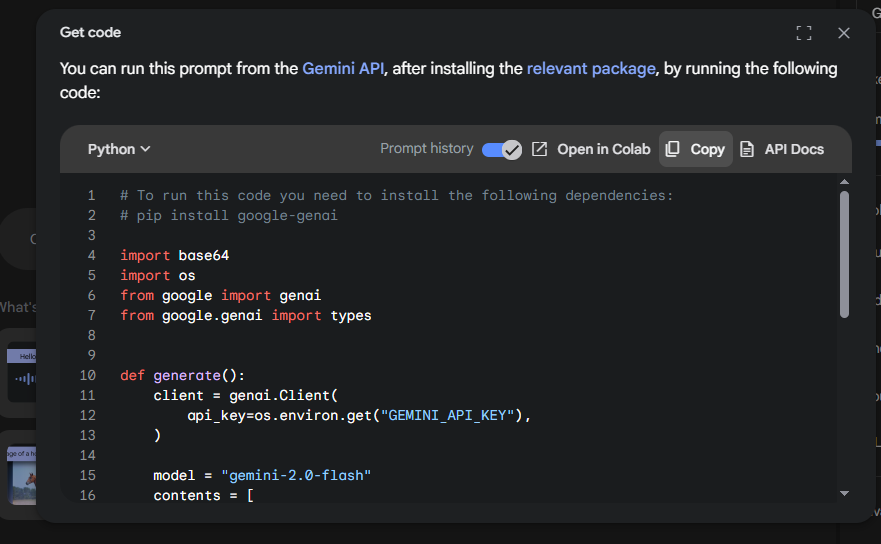 Get code
You can run this prompt from the Gemini API, after installing the relevant package, by running the following
code:
Python
Prompt history
Open in Colab
Copy
API Docs
1 # To run this code you need to install the following dependencies:
2 # pip install google-genai
3
4 import base64
5 import os
6 from google import genai
7 from google.genai import types
8
9
10 def generate():
11     client = genai.Client(
12         api_key=os.environ.get("GEMINI_API_KEY"),
13     )
14
15     model = "gemini-2.0-flash"
16     contents = [
What's
Hello